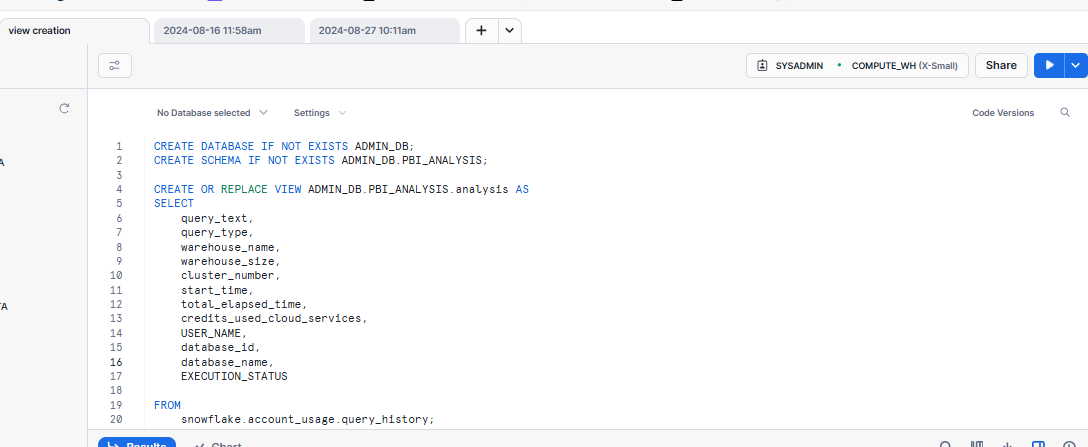 view creation
2024-08-16 11:58am
2024-08-27 10:11am
+
SYSADMIN • COMPUTE_WH (X-Small)
Share
No Database selected
Settings
Code Versions
A
TA
1 CREATE DATABASE IF NOT EXISTS ADMIN_DB;
2 CREATE SCHEMA IF NOT EXISTS ADMIN_DB.PBI_ANALYSIS;
3
4 CREATE OR REPLACE VIEW ADMIN_DB.PBI_ANALYSIS.analysis AS
5 SELECT
6 query_text,
7 query_type,
8 warehouse_name,
9 warehouse_size,
10 cluster_number,
11 start_time,
12 total_elapsed_time,
13 credits_used_cloud_services,
14 USER_NAME,
15 database_id,
16 database_name,
17 EXECUTION_STATUS
18
19 FROM
20 snowflake.account_usage.query_history;
Results
Chart